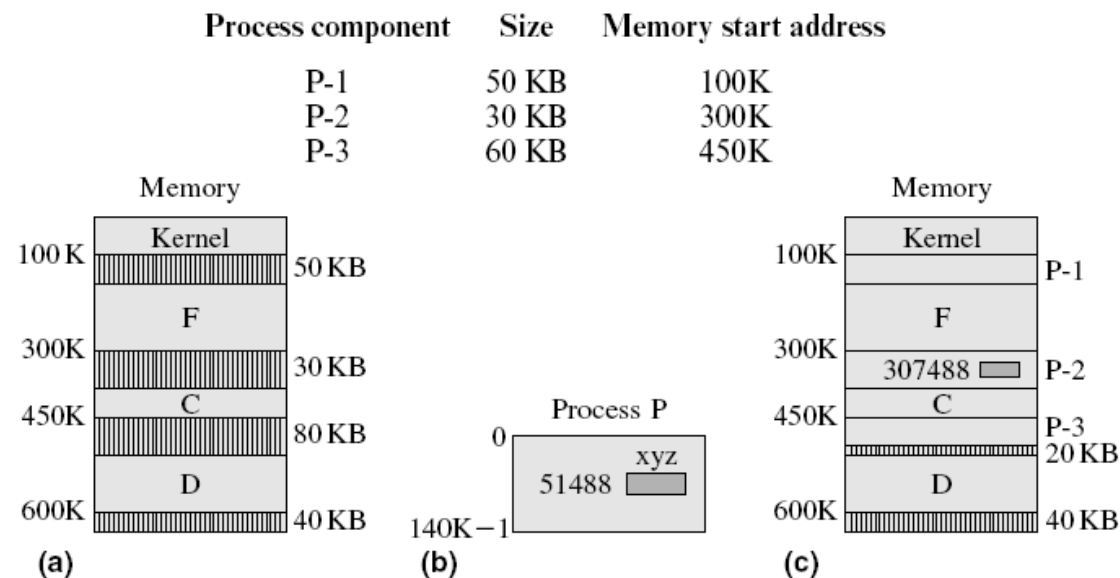 Process component Size Memory start address
P-1 50 KB 100K
P-2 30 KB 300K
P-3 60 KB 450K
Memory
Kernel
100 K
50 KB
F
300K
30 KB
C
450K
80 KB
D
600K
40 KB
(a)
Process P
0
xyz
51488
140K−1
(b)
Memory
Kernel
100K
P-1
F
300K
307488
P-2
C
450K
P-3
20 KB
D
600K
40 KB
(c)